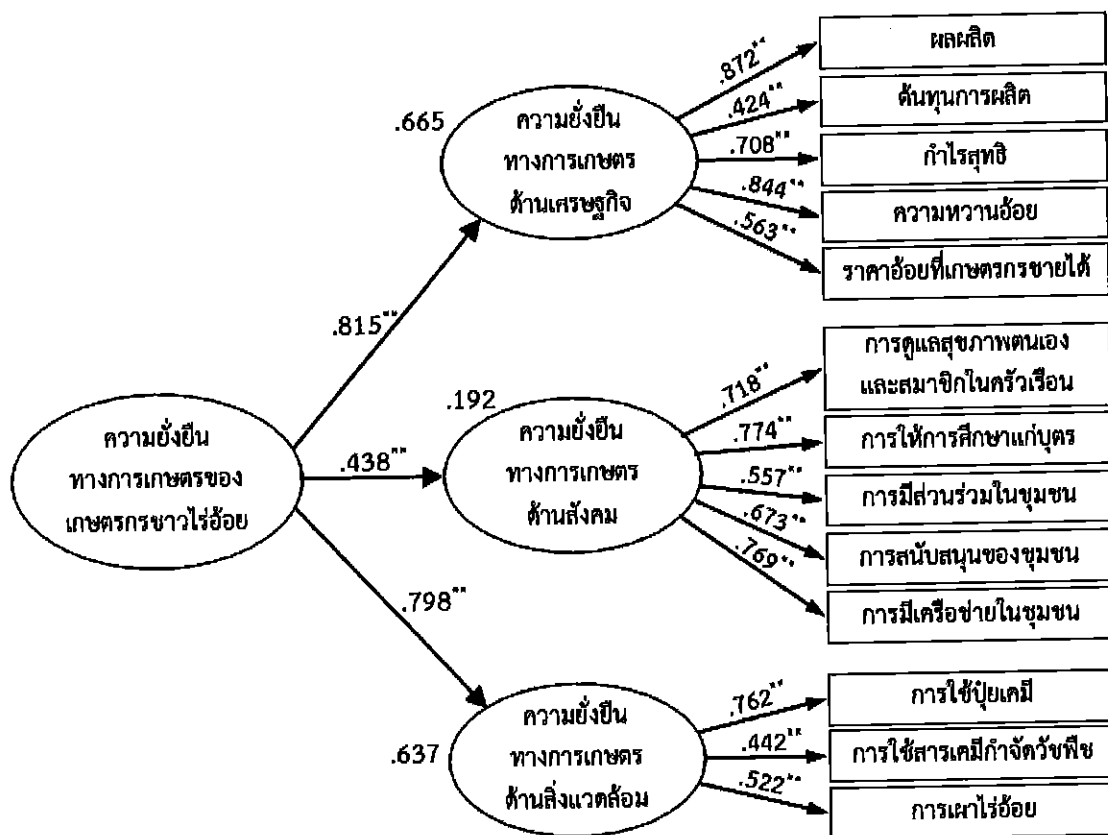 .665
ความยั่งยืน
ทางการเกษตร
ด้านเศรษฐกิจ
.872**
ผลผลิต
.424**
ต้นทุนการผลิต
.708**
กำไรสุทธิ
.844**
ความหวานอ้อย
.563**
ราคาอ้อยที่เกษตรกรขายได้
.815**
.438**
.798**
ความยั่งยืน
ทางการเกษตรของ
เกษตรกรชาวไร่อ้อย
.192
ความยั่งยืน
ทางการเกษตร
ด้านสังคม
.718**
การดูแลสุขภาพตนเอง
และสมาชิกในครัวเรือน
.774**
การให้การศึกษาแก่บุตร
.557**
การมีส่วนร่วมในชุมชน
.673**
การสนับสนุนของชุมชน
.769**
การมีเครือข่ายในชุมชน
.637
ความยั่งยืน
ทางการเกษตร
ด้านสิ่งแวดล้อม
.762**
การใช้ปุ๋ยเคมี
.442**
การใช้สารเคมีกำจัดวัชพืช
.522**
การเผาไร่อ้อย